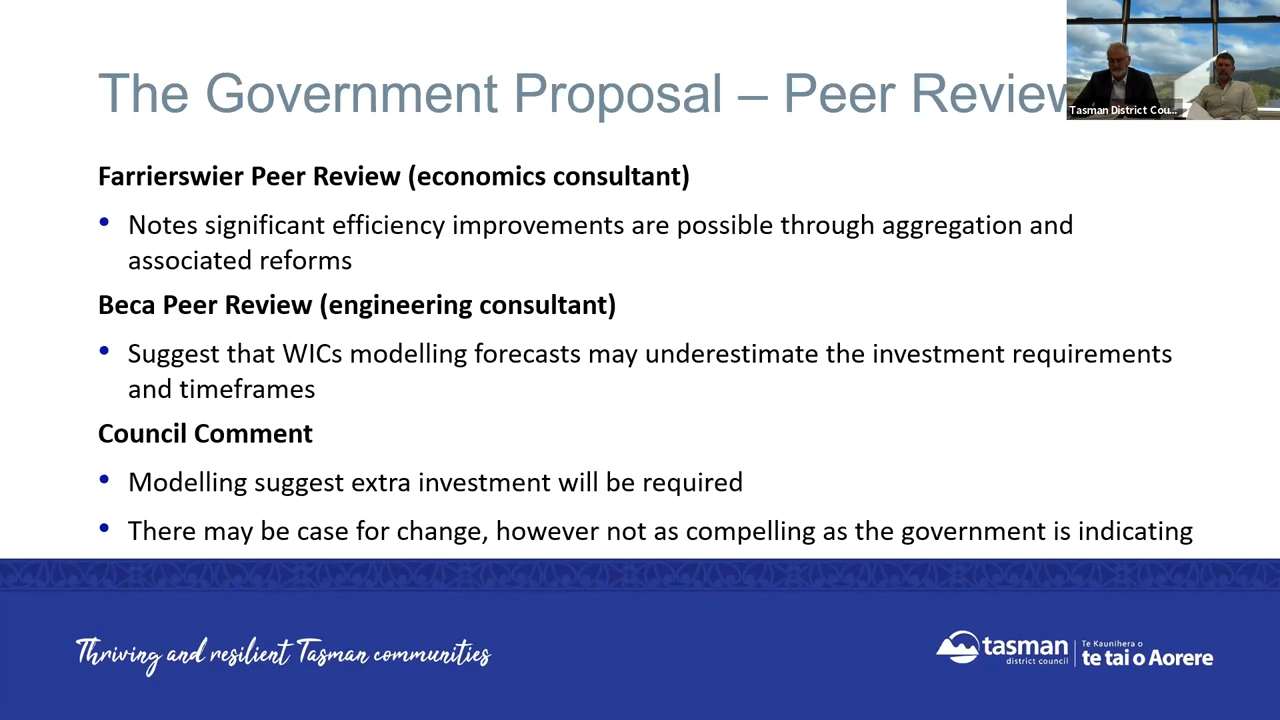 The Government Proposal – Peer Review
Tasman District Cou...
Farrierswier Peer Review (economics consultant)
• Notes significant efficiency improvements are possible through aggregation and
associated reforms
Beca Peer Review (engineering consultant)
• Suggest that WICs modelling forecasts may underestimate the investment requirements
and timeframes
Council Comment
• Modelling suggest extra investment will be required
• There may be case for change, however not as compelling as the government is indicating
Thriving and resilient Tasman communities
tasman
district council
Te Kaunihera o
te tai o Aorere